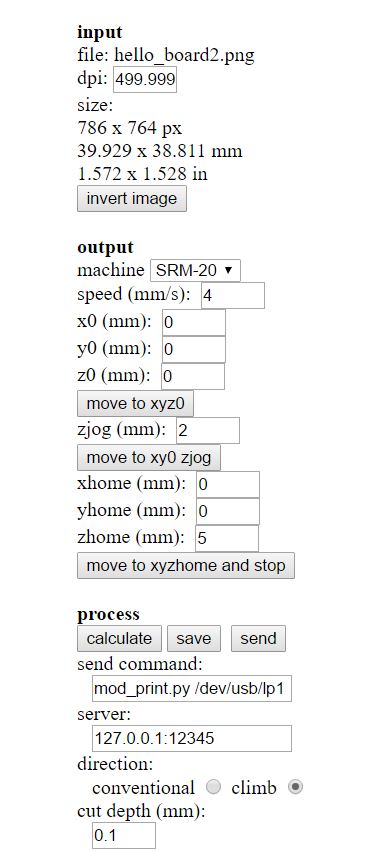 input
file: hello_board2.png
dpi: 499.999
size:
786 x 764 px
39.929 x 38.811 mm
1.572 x 1.528 in
invert image
output
machine SRM-20
speed (mm/s): 4
x0 (mm): 0
y0 (mm): 0
z0 (mm): 0
move to xyz0
zjog (mm): 2
move to xy0 zjog
xhome (mm): 0
yhome (mm): 0
zhome (mm): 5
move to xyzhome and stop
process
calculate save send
send command:
mod_print.py /dev/usb/lp1
server:
127.0.0.1:12345
direction:
conventional climb
cut depth (mm):
0.1